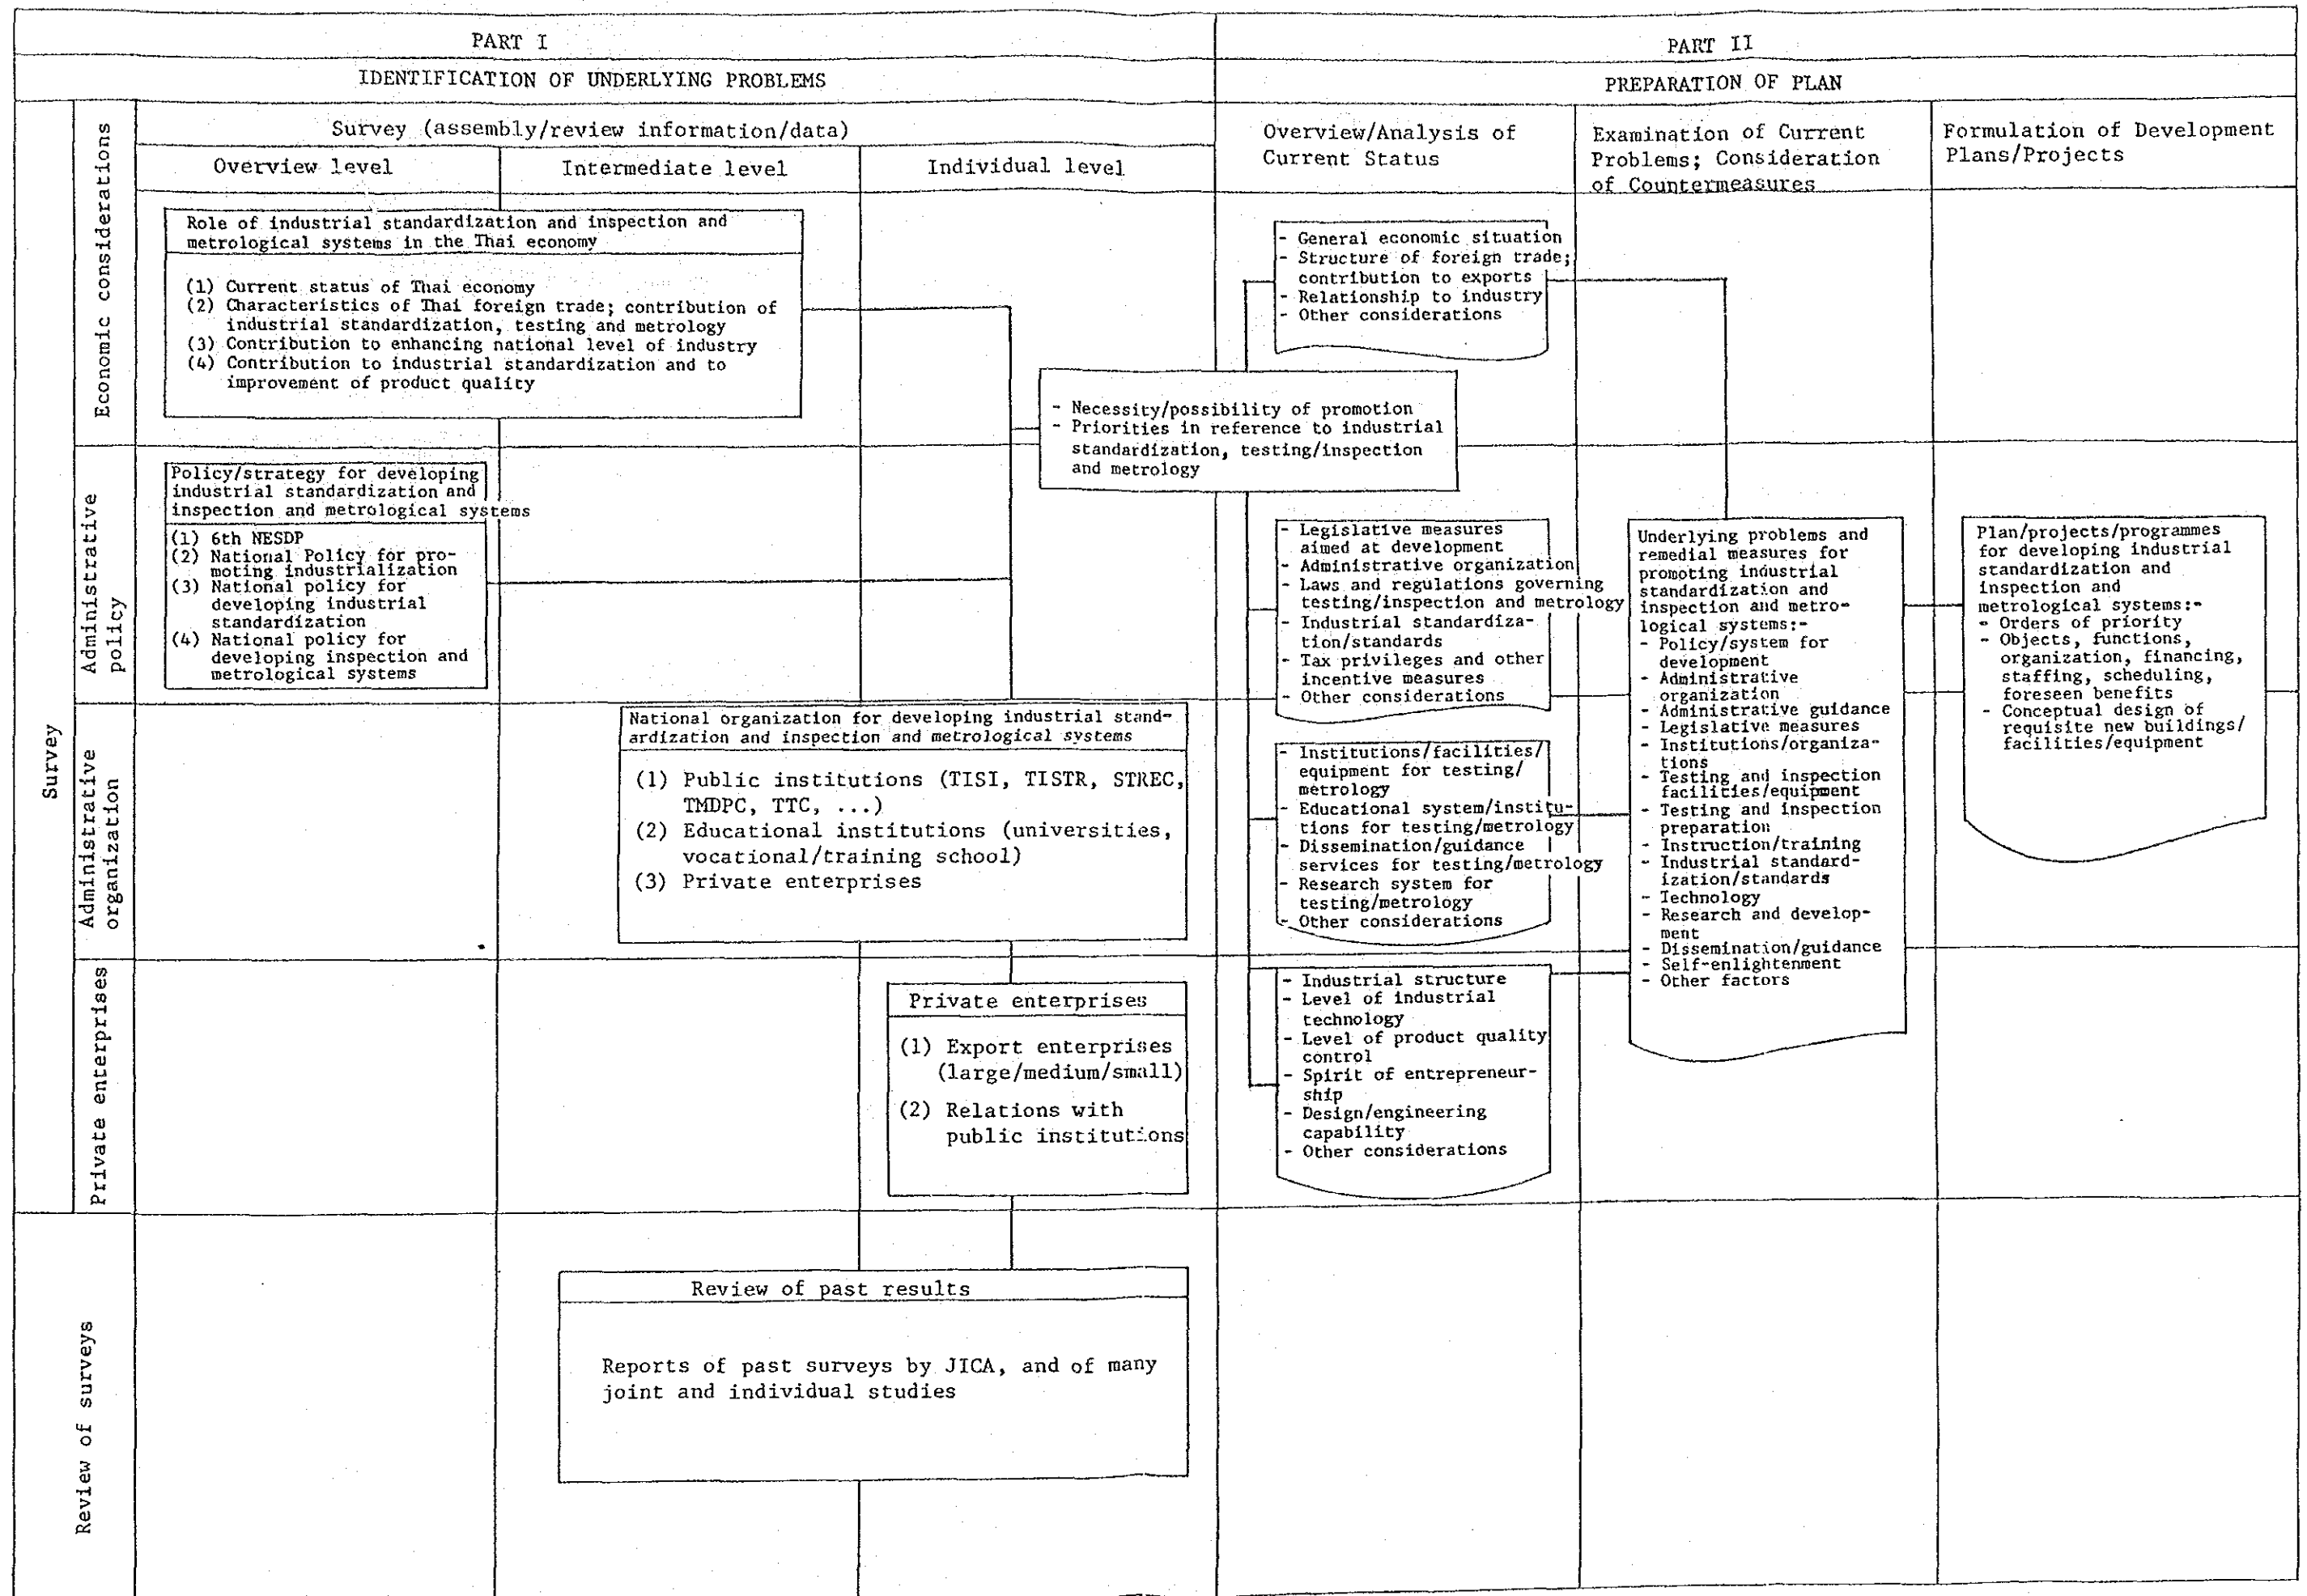 PART I
PART II
IDENTIFICATION OF UNDERLYING PROBLEMS
PREPARATION OF PLAN
Survey (assembly/review information/data)
Overview level
Intermediate level
Individual level
Overview/Analysis of
Current Status
Examination of Current
Problems; Consideration
of Countermeasures
Formulation of Development
Plans/Projects
Survey
Economic considerations
Role of industrial standardization and inspection and
metrological systems in the Thai economy
(1) Current status of Thai economy
(2) Characteristics of Thai foreign trade; contribution of
industrial standardization, testing and metrology
(3) Contribution to enhancing national level of industry
(4) Contribution to industrial standardization and to
improvement of product quality
- General economic situation
- Structure of foreign trade;
contribution to exports
- Relationship to industry
- Other considerations
- Necessity/possibility of promotion
- Priorities in reference to industrial
standardization, testing/inspection
and metrology
Administrative
policy
Policy/strategy for developing
industrial standardization and
inspection and metrological systems
(1) 6th NESDP
(2) National Policy for pro-
moting industrialization
(3) National policy for
developing industrial
standardization
(4) National policy for
developing inspection and
metrological systems
- Legislative measures
aimed at development
- Administrative organization
- Laws and regulations governing
testing/inspection and metrology
- Industrial standardiza-
tion/standards
- Tax privileges and other
incentive measures
- Other considerations
Underlying problems and
remedial measures for
promoting industrial
standardization and
inspection and metro-
logical systems:-
- Policy/system for
development
- Administrative
organization
- Administrative guidance
- Legislative measures
- Institutions/organiza-
tions
- Testing and inspection
facilities/equipment
- Testing and inspection
preparation
- Instruction/training
- Industrial standard-
ization/standards
- Technology
- Research and develop-
ment
- Dissemination/guidance
- Self-enlightenment
- Other factors
Plan/projects/programmes
for developing industrial
standardization and
inspection and
metrological systems:-
- Orders of priority
- Objects, functions,
organization, financing,
staffing, scheduling,
foreseen benefits
- Conceptual design of
requisite new buildings/
facilities/equipment
Administrative
organization
National organization for developing industrial stand-
ardization and inspection and metrological systems
(1) Public institutions (TISI, TISTR, STREC,
TMDPC, TTC, ...)
(2) Educational institutions (universities,
vocational/training school)
(3) Private enterprises
- Institutions/facilities/
equipment for testing/
metrology
- Educational system/institu-
tions for testing/metrology
- Dissemination/guidance
services for testing/metrology
- Research system for
testing/metrology
- Other considerations
Private enterprises
Private enterprises
(1) Export enterprises
(large/medium/small)
(2) Relations with
public institutions
- Industrial structure
- Level of industrial
technology
- Level of product quality
control
- Spirit of entrepreneur-
ship
- Design/engineering
capability
- Other considerations
Review of surveys
Review of past results
Reports of past surveys by JICA, and of many
joint and individual studies